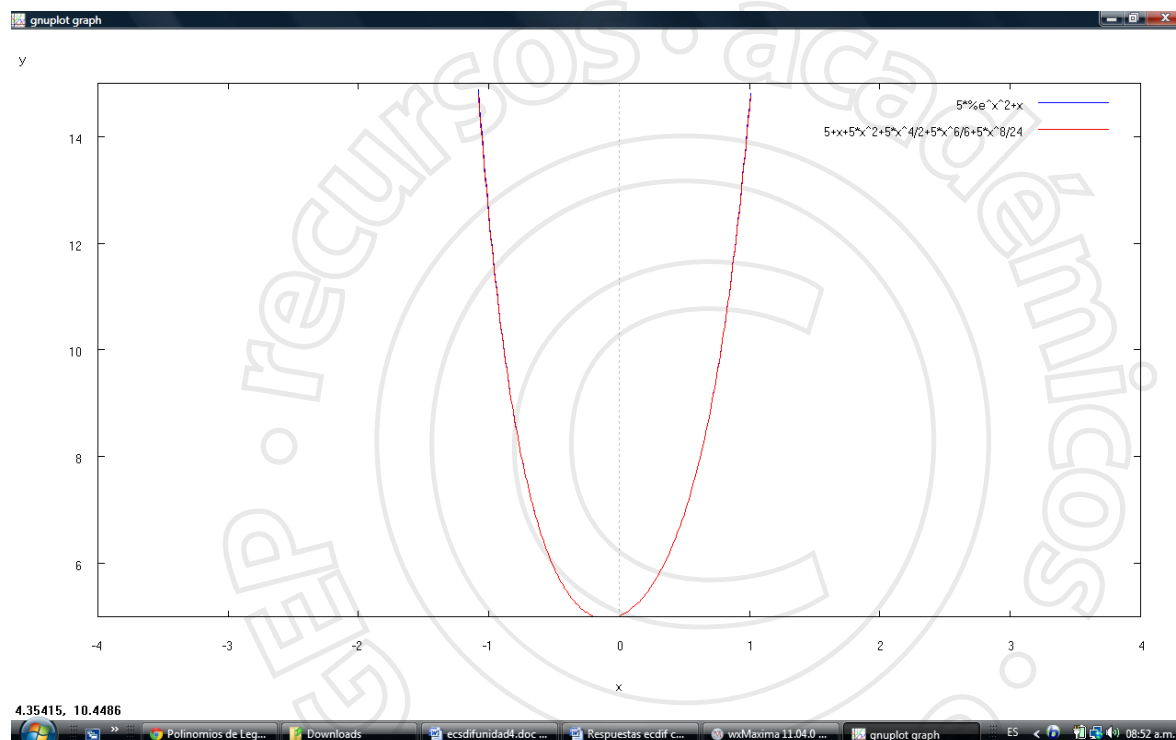 gnuplot graph
y
5*%e^x^2+x
5+x+5*x^2+5*x^4/2+5*x^6/6+5*x^8/24
14
12
10
8
6
-4 -3 -2 -1 0 1 2 3 4
x
4.35415, 10.4486
GEP • recursos • académicos •
©
» Polinomios de Leg... Downloads ecsdifunidad4.doc ... Respuestas ecdif c... wxMaxima 11.04.0 ... gnuplot graph ES < 08:52 a.m.